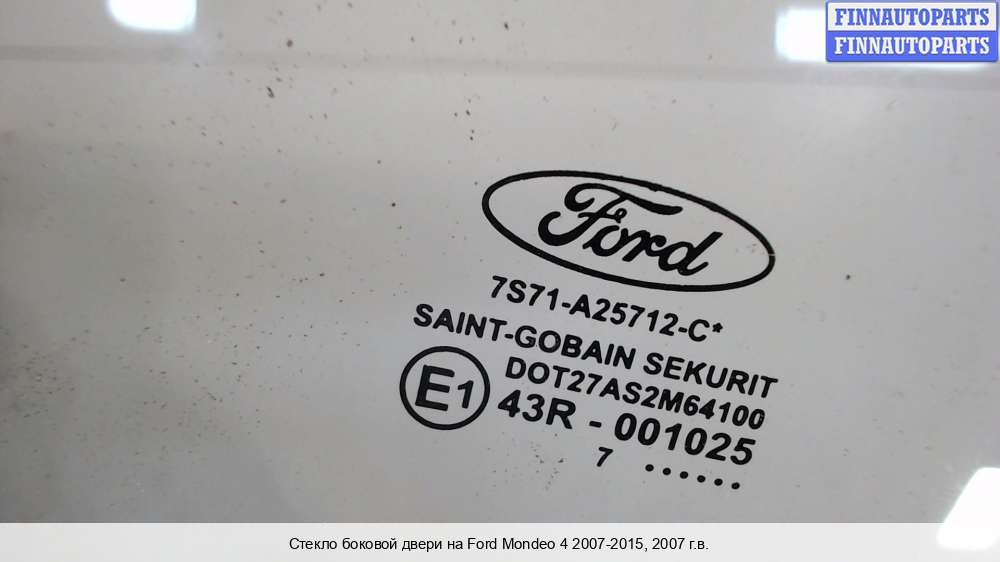 FINNAUTOPARTS
FINNAUTOPARTS
Ford
7S71-A25712-C*
SAINT-GOBAIN SEKURIT
DOT27AS2M64100
E1 43R - 001025
7 ......
Стекло боковой двери на Ford Mondeo 4 2007-2015, 2007 г.в.